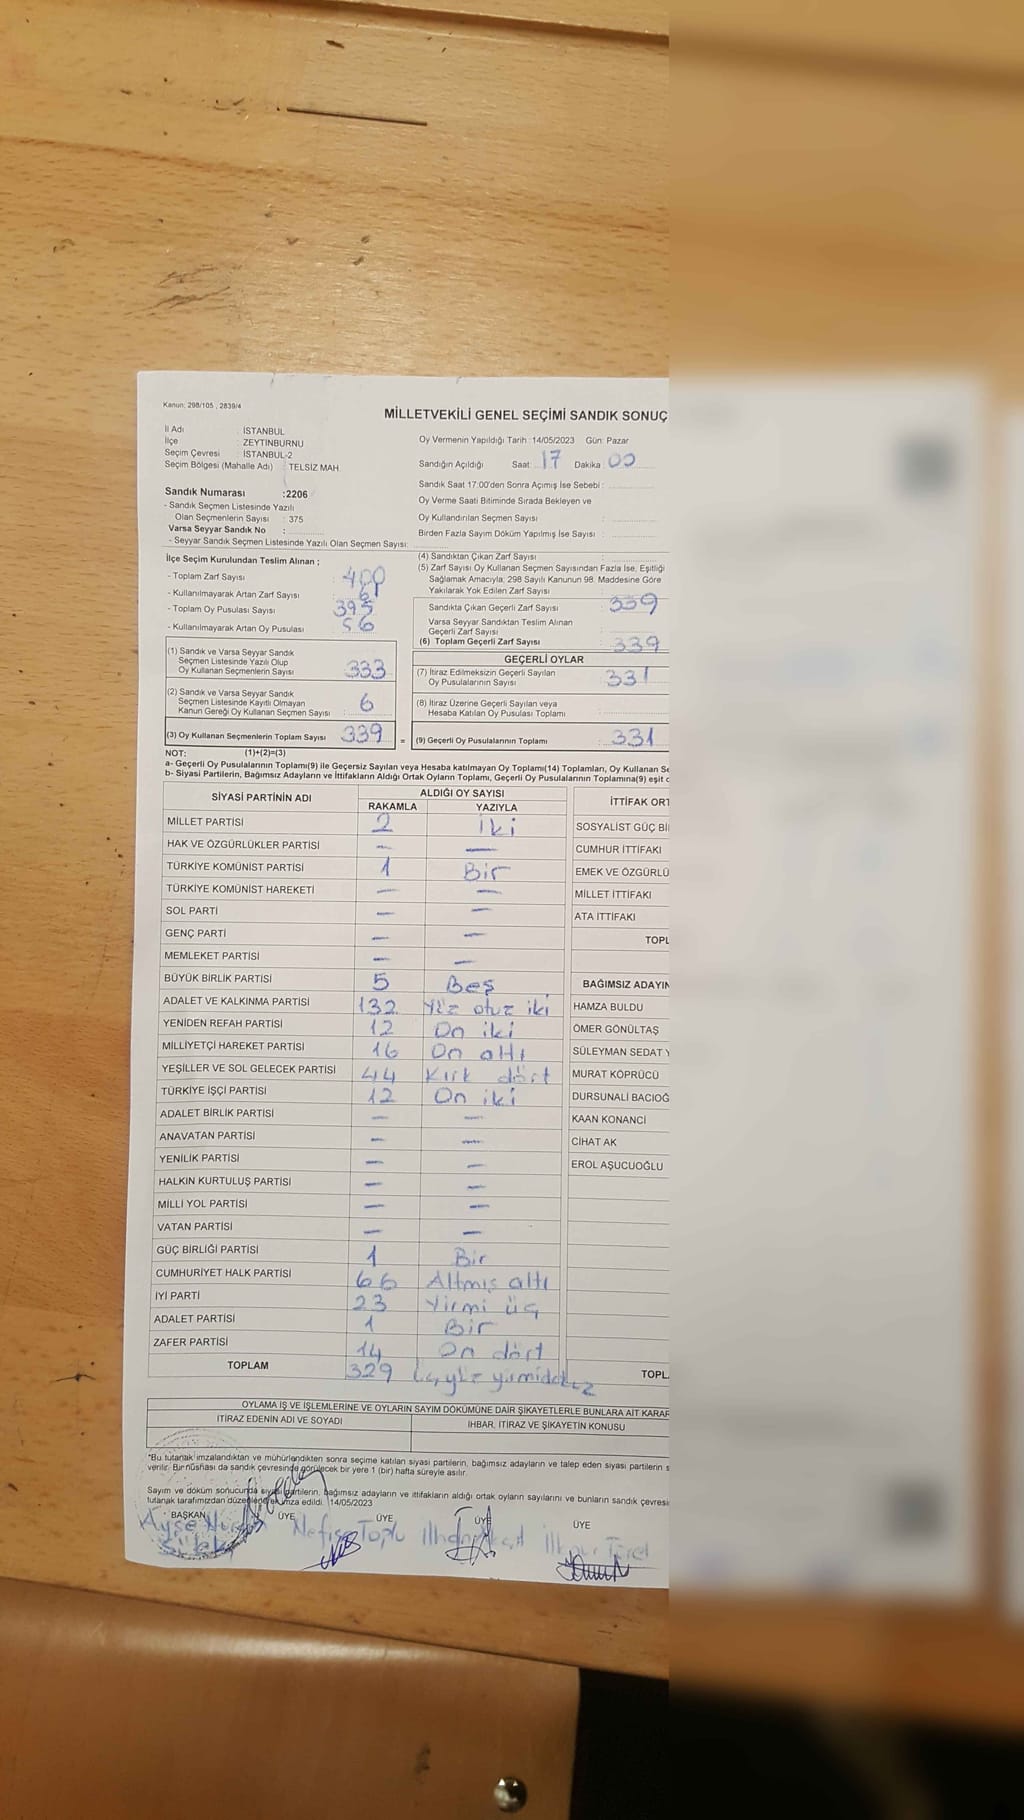 Kanun: 298/105 , 2839/4
MİLLETVEKİLİ GENEL SEÇİMİ SANDIK SONUÇ
İl Adı : İSTANBUL
İlçe : ZEYTİNBURNU
Seçim Çevresi : İSTANBUL-2
Seçim Bölgesi (Mahalle Adı) : TELSİZ MAH.
Oy Vermenin Yapıldığı Tarih : 14/05/2023 Gün: Pazar
Sandığın Açıldığı Saat: 17 Dakika: 00
Sandık Saat 17:00'den Sonra Açımış İse Sebebi :
Sandık Numarası :2206
- Sandık Seçmen Listesinde Yazılı
Olan Seçmenlerin Sayısı : 375
Varsa Seyyar Sandık No :
- Seyyar Sandık Seçmen Listesinde Yazılı Olan Seçmen Sayısı:
Oy Verme Saati Bitiminde Sırada Bekleyen ve
Oy Kullandırılan Seçmen Sayısı :
Birden Fazla Sayım Döküm Yapılmış İse Sayısı :
İlçe Seçim Kurulundan Teslim Alınan ;
- Toplam Zarf Sayısı : 400
- Kullanılmayarak Artan Zarf Sayısı : 61
- Toplam Oy Pusulası Sayısı : 395
- Kullanılmayarak Artan Oy Pusulası : 56
(4) Sandıktan Çıkan Zarf Sayısı :
(5) Zarf Sayısı Oy Kullanan Seçmen Sayısından Fazla İse, Eşitliği
Sağlamak Amacıyla; 298 Sayılı Kanunun 98. Maddesine Göre
Yakılarak Yok Edilen Zarf Sayısı
Sandıkta Çıkan Geçerli Zarf Sayısı : 339
Varsa Seyyar Sandıktan Teslim Alınan
Geçerli Zarf Sayısı
(6) Toplam Geçerli Zarf Sayısı : 339
(1) Sandık ve Varsa Seyyar Sandık
Seçmen Listesinde Yazılı Olup
Oy Kullanan Seçmenlerin Sayısı : 333
(2) Sandık ve Varsa Seyyar Sandık
Seçmen Listesinde Kayıtlı Olmayan
Kanun Gereği Oy Kullanan Seçmen Sayısı : 6
(3) Oy Kullanan Seçmenlerin Toplam Sayısı : 339 =
GEÇERLİ OYLAR
(7) İtiraz Edilmeksizin Geçerli Sayılan
Oy Pusulalarının Sayısı : 331
(8) İtiraz Üzerine Geçerli Sayılan veya
Hesaba Katılan Oy Pusulası Toplamı :
(9) Geçerli Oy Pusulalarının Toplamı : 331
NOT: (1)+(2)=(3)
a- Geçerli Oy Pusulalarının Toplamı(9) ile Geçersiz Sayılan veya Hesaba katılmayan Oy Toplamı(14) Toplamları, Oy Kullanan Se
b- Siyasi Partilerin, Bağımsız Adayların ve İttifakların Aldığı Ortak Oyların Toplamı, Geçerli Oy Pusulalarının Toplamına(9) eşit
SİYASİ PARTİNİN ADI ALDIĞI OY SAYISI
RAKAMLA YAZIYLA
MİLLET PARTİSİ 2 iki
HAK VE ÖZGÜRLÜKLER PARTİSİ – –
TÜRKİYE KOMÜNİST PARTİSİ 1 Bir
TÜRKİYE KOMÜNİST HAREKETİ – –
SOL PARTİ – –
GENÇ PARTİ – –
MEMLEKET PARTİSİ – –
BÜYÜK BİRLİK PARTİSİ 5 Beş
ADALET VE KALKINMA PARTİSİ 132 Yüz otuz iki
YENİDEN REFAH PARTİSİ 12 On iki
MİLLİYETÇİ HAREKET PARTİSİ 16 On altı
YEŞİLLER VE SOL GELECEK PARTİSİ 44 Kırk dört
TÜRKİYE İŞÇİ PARTİSİ 12 On iki
ADALET BİRLİK PARTİSİ – –
ANAVATAN PARTİSİ – –
YENİLİK PARTİSİ – –
HALKIN KURTULUŞ PARTİSİ – –
MİLLİ YOL PARTİSİ – –
VATAN PARTİSİ – –
GÜÇ BİRLİĞİ PARTİSİ 1 Bir
CUMHURİYET HALK PARTİSİ 66 Altmış altı
İYİ PARTİ 23 Yirmi üç
ADALET PARTİSİ 1 Bir
ZAFER PARTİSİ 14 On dört
TOPLAM 329
İTTİFAK ORT
SOSYALİST GÜÇ Bİ
CUMHUR İTTİFAKI
EMEK VE ÖZGÜRLÜ
MİLLET İTTİFAKI
ATA İTTİFAKI
TOPL
BAĞIMSIZ ADAYIN
HAMZA BULDU
ÖMER GÖNÜLTAŞ
SÜLEYMAN SEDAT Y
MURAT KÖPRÜCÜ
DURSUNALİ BACIOĞ
KAAN KONANCİ
CİHAT AK
EROL AŞUCUOĞLU
TOPL
OYLAMA İŞ VE İŞLEMLERİNE VE OYLARIN SAYIM DÖKÜMÜNE DAİR ŞİKAYETLERLE BUNLARA AİT KARAR
İTİRAZ EDENİN ADI VE SOYADI İHBAR, İTİRAZ VE ŞİKAYETİN KONUSU
*Bu tutanak imzalandıktan ve mühürlendikten sonra seçime katılan siyasi partilerin, bağımsız adayların ve talep eden siyasi partilerin s
verilir. Bir nüshası da sandık çevresinde görülecek bir yere 1 (bir) hafta süreyle asılır.
Sayım ve döküm sonucunda siyasi partilerin, bağımsız adayların ve ittifakların aldığı ortak oyların sayılarını ve bunların sandık çevresi
tutanak tarafımızdan imza edildi. 14/05/2023
BAŞKAN ÜYE ÜYE ÜYE ÜYE
Nefise Toplu